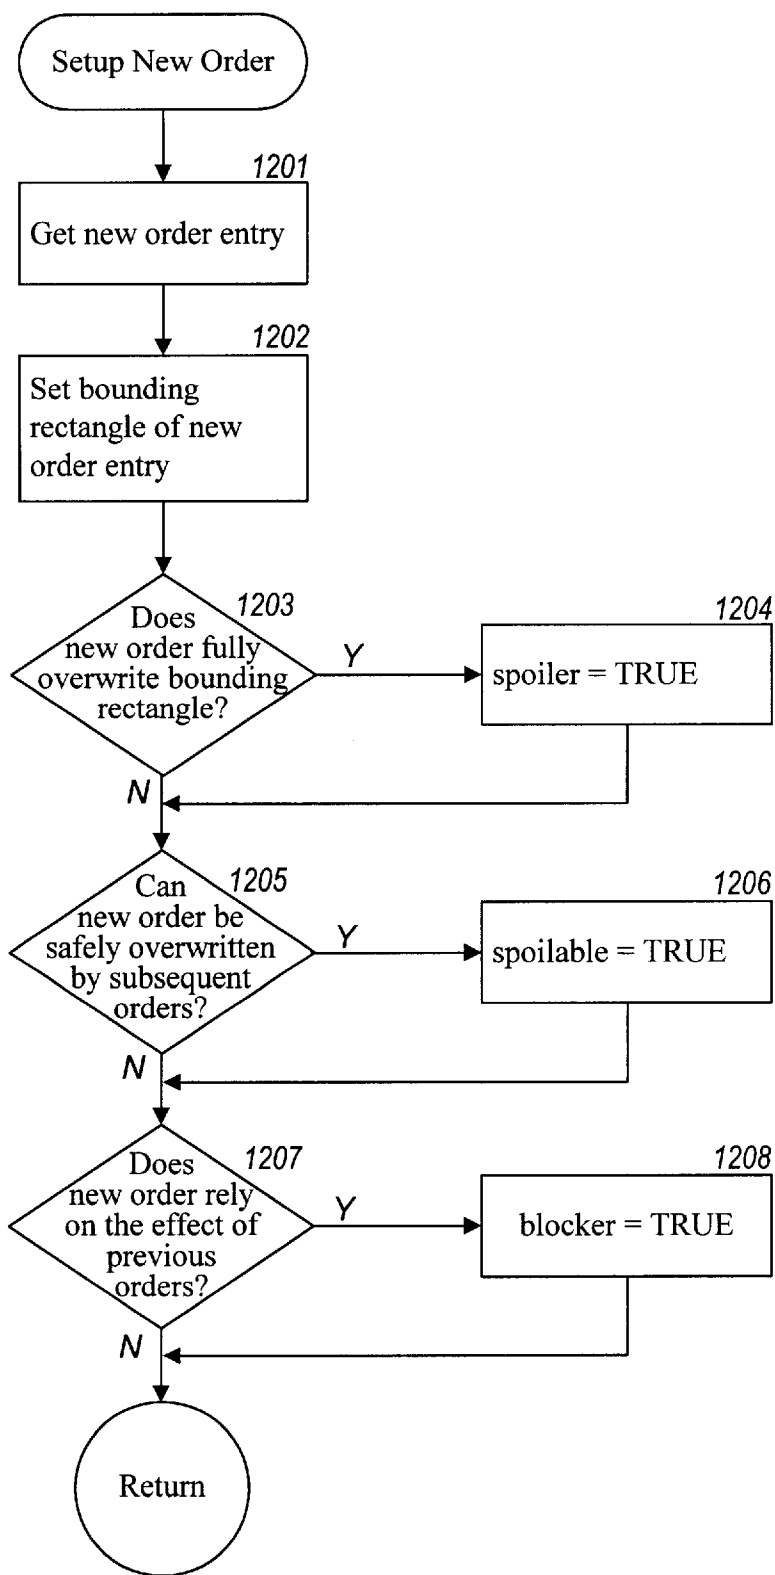 Setup New Order
1201
Get new order entry
1202
Set bounding
rectangle of new
order entry
1203
Does
new order fully
overwrite bounding
rectangle?
Y
1204
spoiler = TRUE
N
1205
Can
new order be
safely overwritten
by subsequent
orders?
Y
1206
spoilable = TRUE
N
1207
Does
new order rely
on the effect of
previous
orders?
Y
1208
blocker = TRUE
N
Return